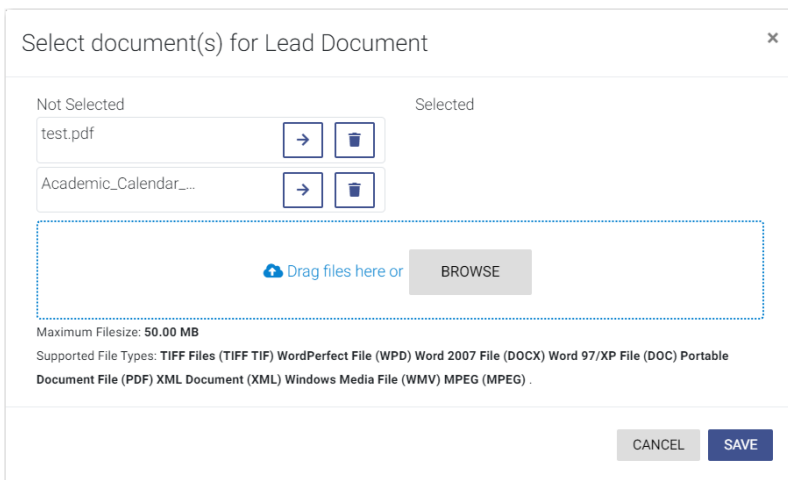 Select document(s) for Lead Document
×
Not Selected
Selected
test.pdf
Academic_Calendar_...
Drag files here or
BROWSE
Maximum Filesize: 50.00 MB
Supported File Types: TIFF Files (TIFF TIF) WordPerfect File (WPD) Word 2007 File (DOCX) Word 97/XP File (DOC) Portable
Document File (PDF) XML Document (XML) Windows Media File (WMV) MPEG (MPEG) .
CANCEL
SAVE